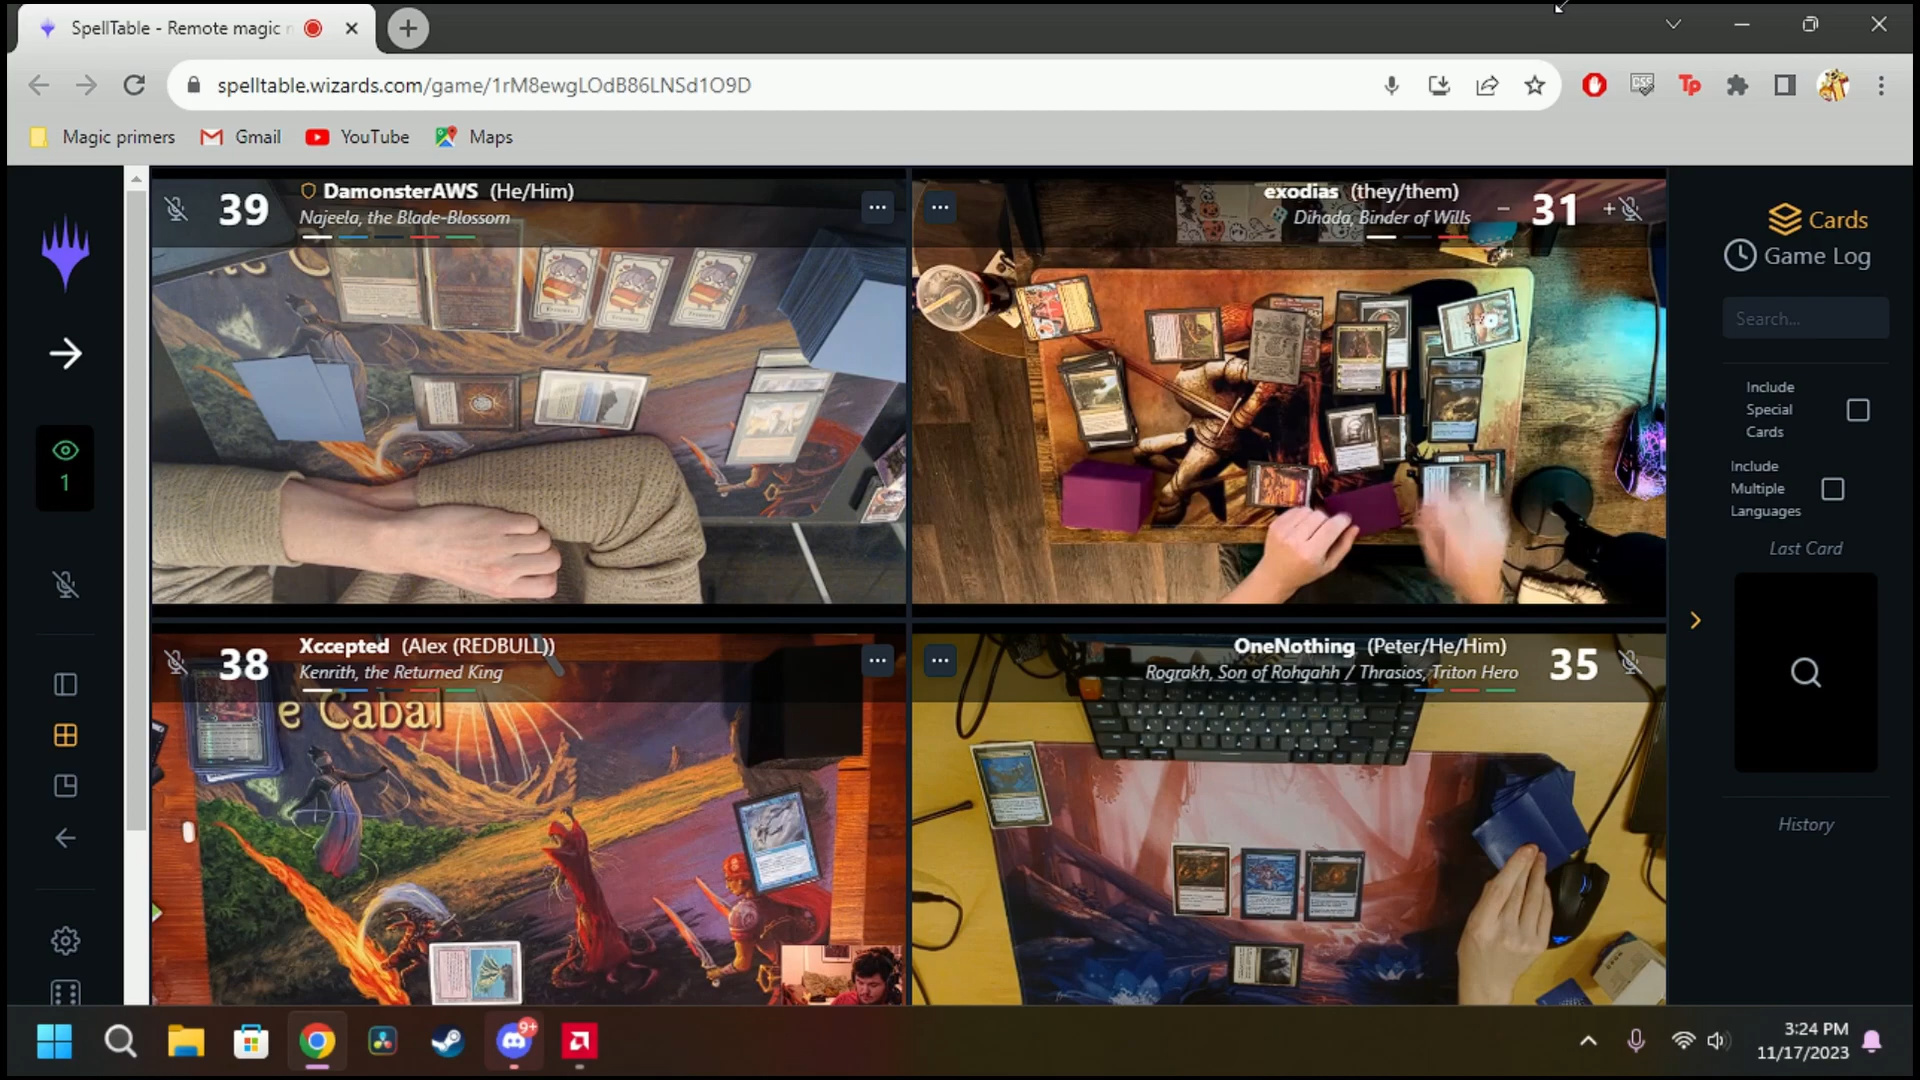 SpellTable - Remote magic
spelltable.wizards.com/game/1rM8ewgLOdB86LNSd1O9D
CSS
Tp
Magic primers
Gmail
YouTube
Maps
39
DamonsterAWS (He/Him)
Najeela, the Blade-Blossom
exodias (they/them)
Dihada, Binder of Wills
− 31 +
Cards
Game Log
Search...
1
Include
Special
Cards
Include
Multiple
Languages
Last Card
38
Xccepted (Alex (REDBULL))
Kenrith, the Returned King
e Cabal
OneNothing (Peter/He/Him)
Rograkh, Son of Rohgahh / Thrasios, Triton Hero
35
History
9+
3:24 PM
11/17/2023